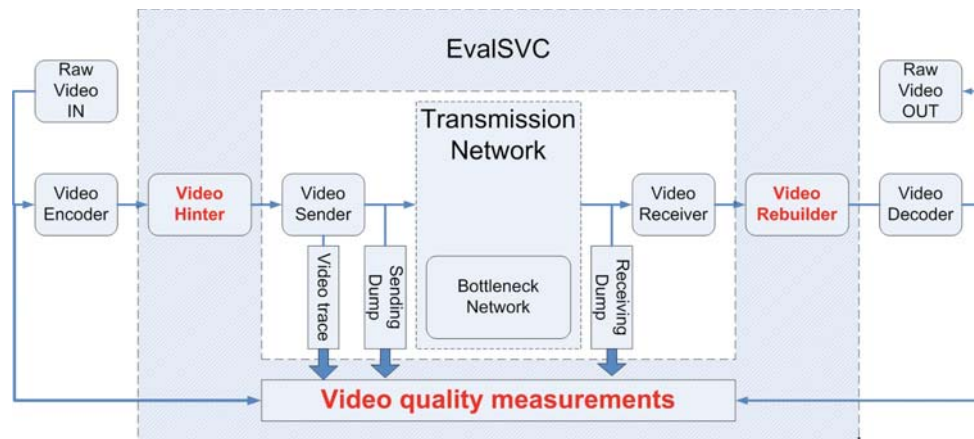 EvalSVC
Raw
Video
IN
Raw
Video
OUT
Transmission
Network
Video
Encoder
Video
Hinter
Video
Sender
Video
Receiver
Video
Rebuilder
Video
Decoder
Video trace
Sending
Dump
Bottleneck
Network
Receiving
Dump
Video quality measurements